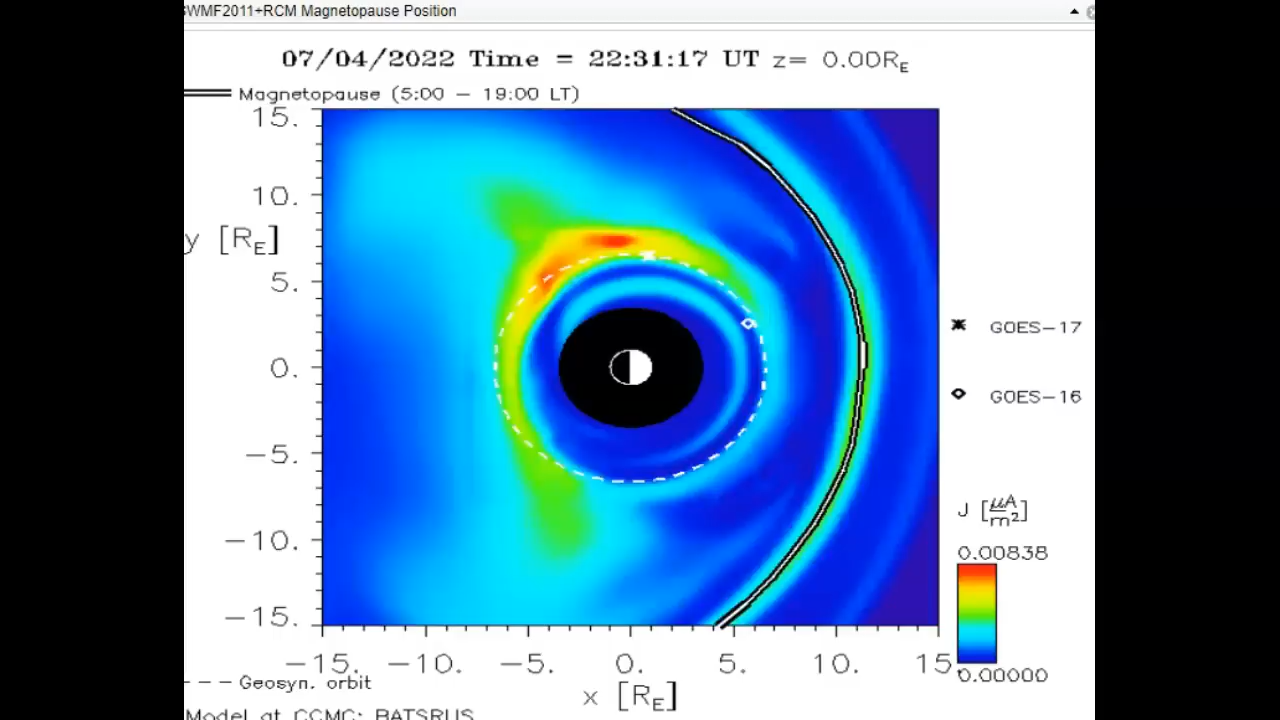 SWMF2011+RCM Magnetopause Position
07/04/2022 Time = 22:31:17 UT z= 0.00RE
Magnetopause (5:00 – 19:00 LT)
15.
10.
y [RE]
5.
0.
−5.
−10.
−15.
−15. −10. −5. 0. 5. 10. 15.
x [RE]
GOES−17
GOES−16
J [μA/m2]
0.00838
0.00000
Geosyn. orbit
Model at CCMC: BATSRUS